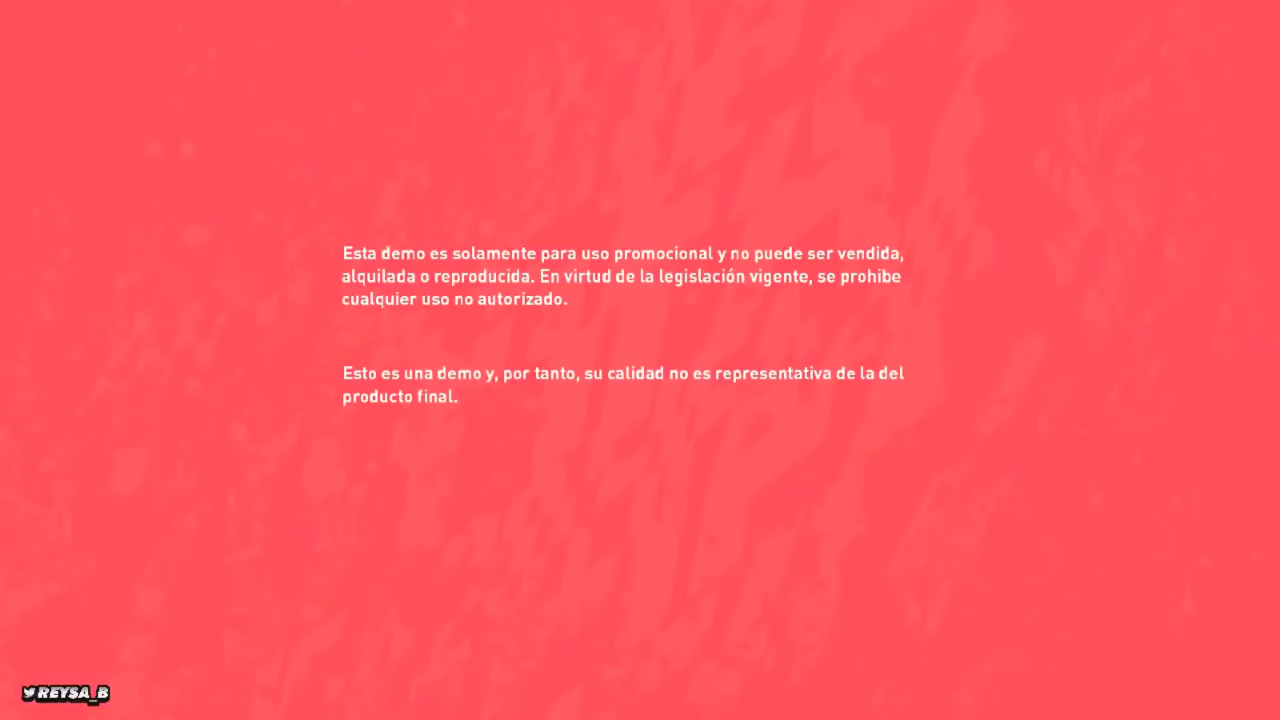 Esta demo es solamente para uso promocional y no puede ser vendida,
alquilada o reproducida. En virtud de la legislación vigente, se prohibe
cualquier uso no autorizado.
Esto es una demo y, por tanto, su calidad no es representativa de la del
producto final.
REYSA_B